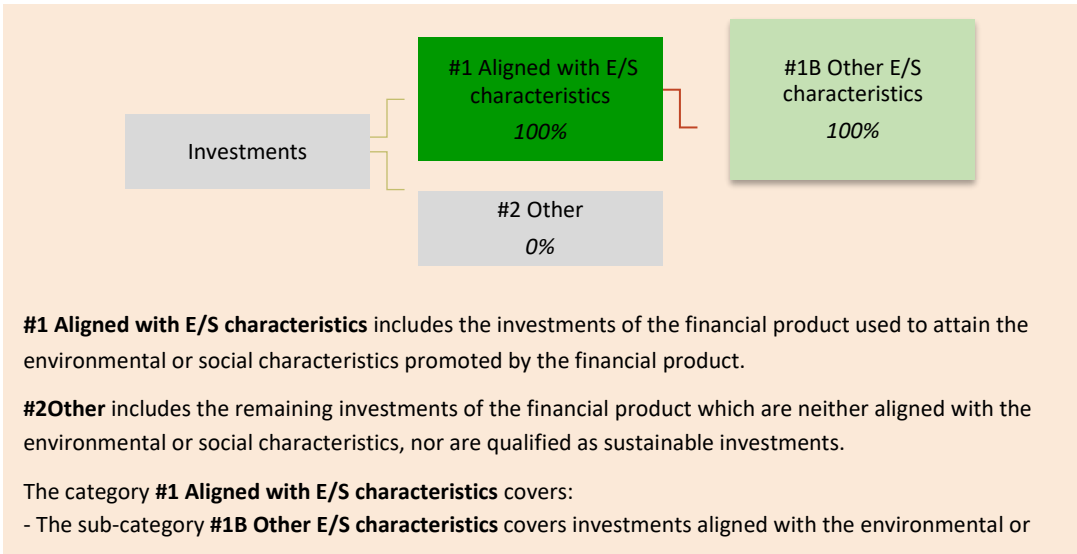 #1 Aligned with E/S
characteristics
100%
#1B Other E/S
characteristics
100%
Investments
#2 Other
0%
#1 Aligned with E/S characteristics includes the investments of the financial product used to attain the
environmental or social characteristics promoted by the financial product.
#2Other includes the remaining investments of the financial product which are neither aligned with the
environmental or social characteristics, nor are qualified as sustainable investments.
The category #1 Aligned with E/S characteristics covers:
- The sub-category #1B Other E/S characteristics covers investments aligned with the environmental or